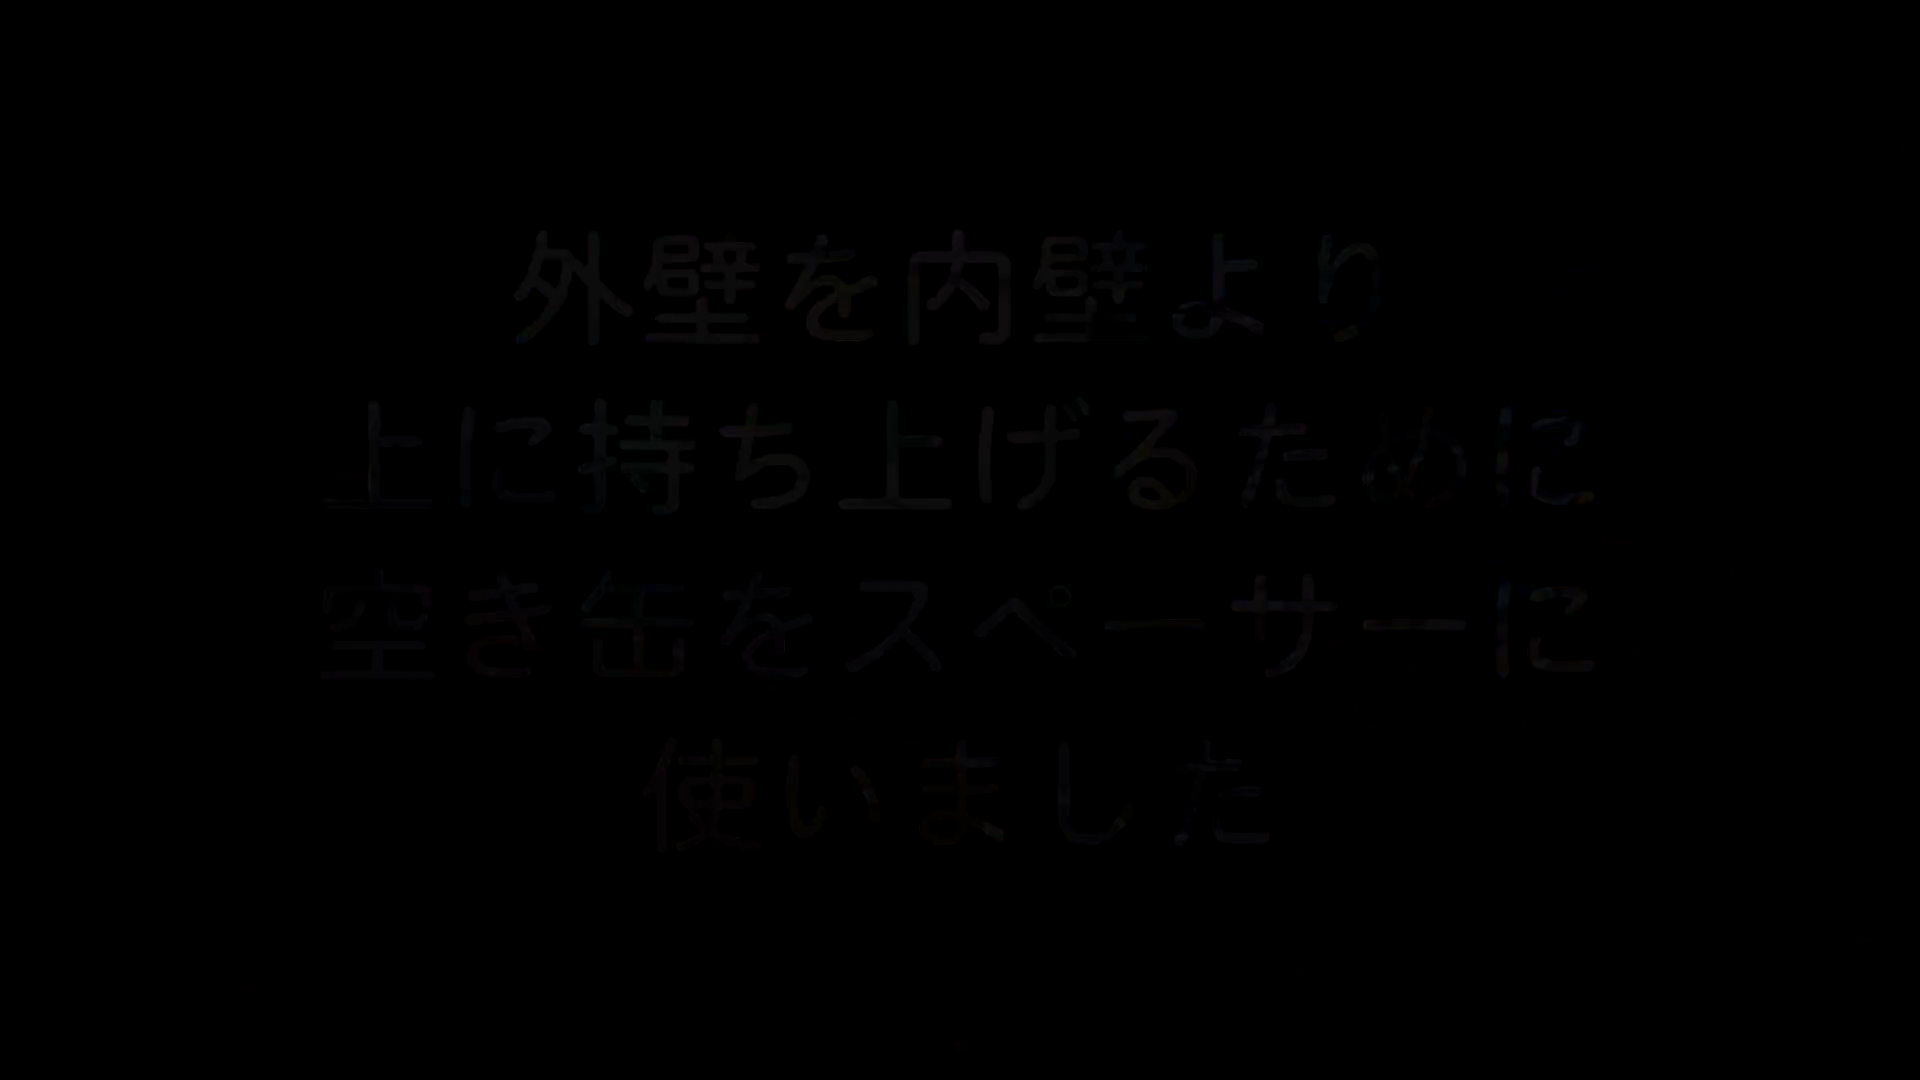 外壁を内壁より
上に持ち上げるために
空き缶をスペーサーに
使いました